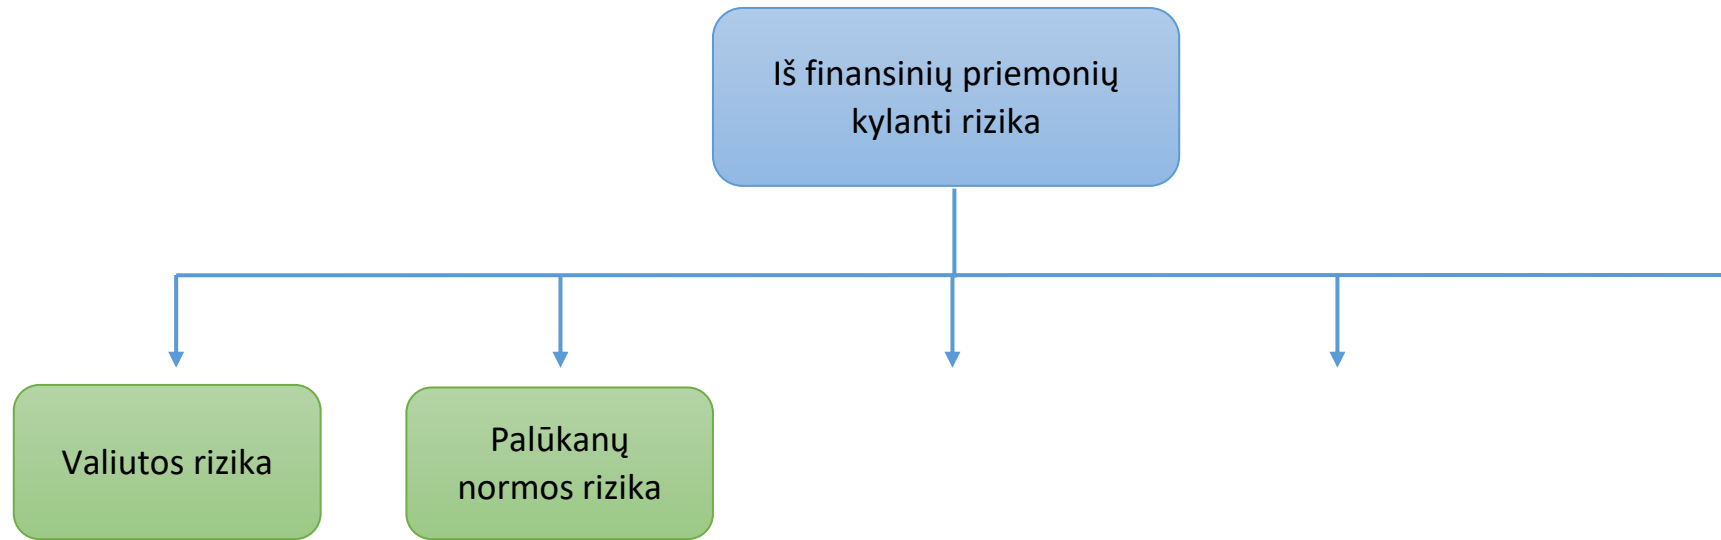 Iš finansinių priemonių
kylanti rizika
Valiutos rizika
Palūkanų
normos rizika